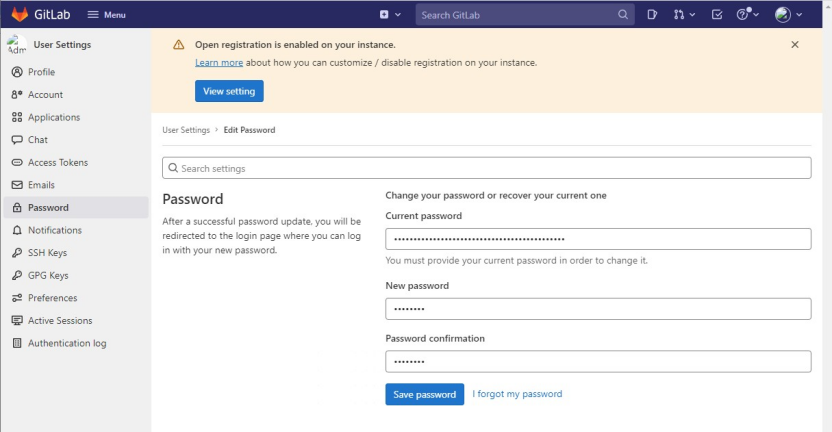 GitLab Menu Search GitLab
Adm User Settings
Open registration is enabled on your instance.
Learn more about how you can customize / disable registration on your instance.
View setting
Profile
Account
Applications
Chat
Access Tokens
Emails
Password
Notifications
SSH Keys
GPG Keys
Preferences
Active Sessions
Authentication log
User Settings > Edit Password
Search settings
Password
After a successful password update, you will be
redirected to the login page where you can log
in with your new password.
Change your password or recover your current one
Current password
You must provide your current password in order to change it.
New password
Password confirmation
Save password I forgot my password